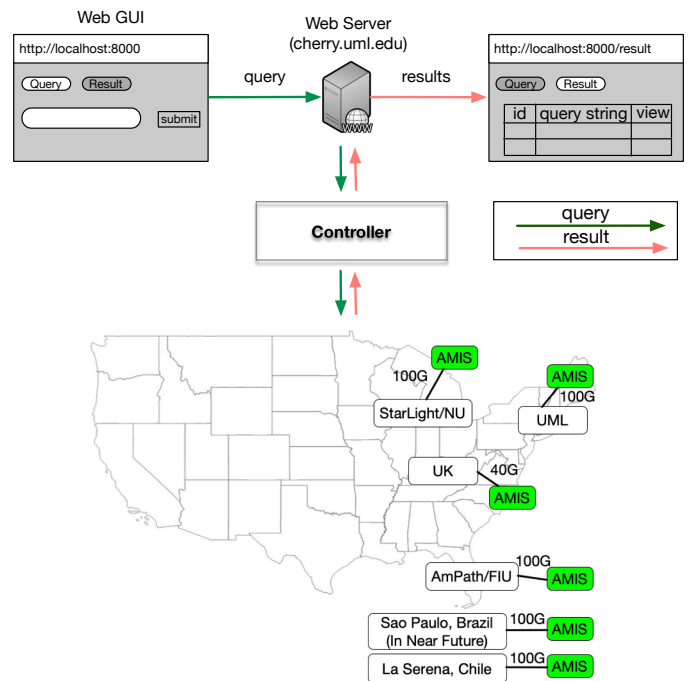 Web GUI
Web Server
(cherry.uml.edu)
http://localhost:8000
http://localhost:8000/result
Query
Result
submit
query
results
WWW
Query
Result
id
query string
view
Controller
query
result
AMIS
100G
StarLight/NU
AMIS
100G
UML
UK
40G
AMIS
AmPath/FIU
100G
AMIS
Sao Paulo, Brazil
(In Near Future)
100G
AMIS
La Serena, Chile
100G
AMIS